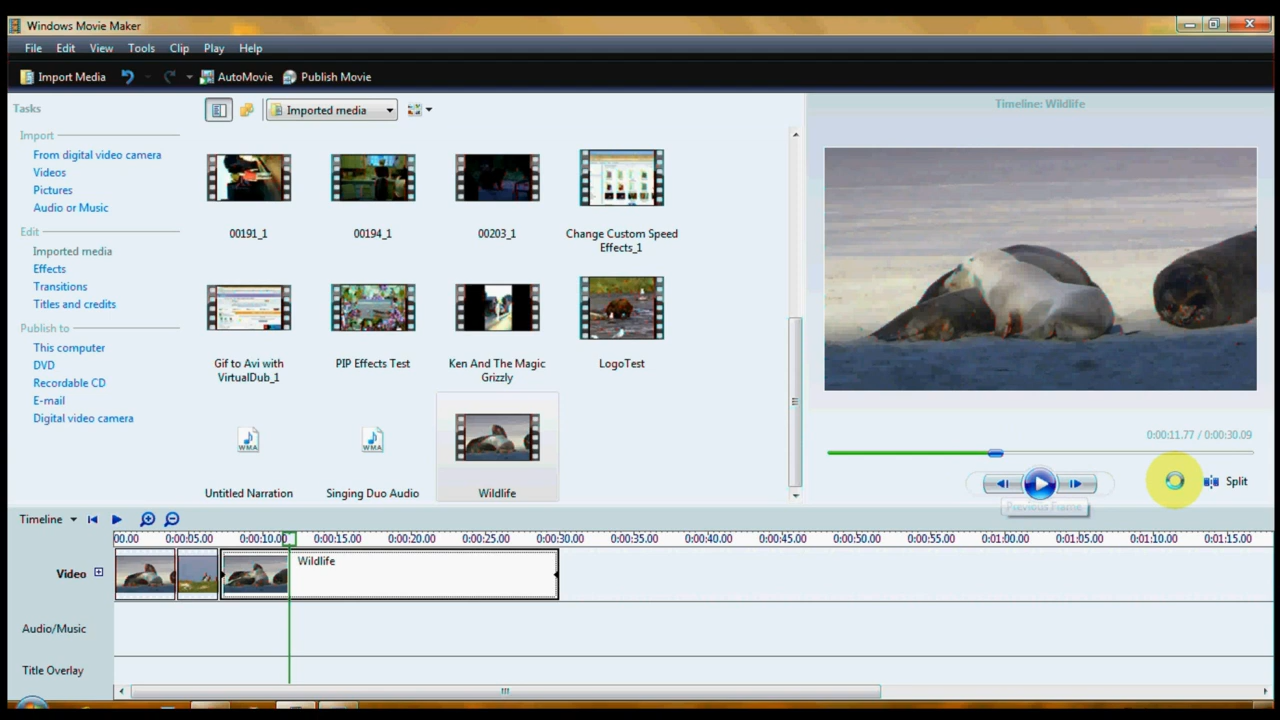 Windows Movie Maker
File Edit View Tools Clip Play Help
Import Media AutoMovie Publish Movie
Tasks
Imported media
Timeline: Wildlife
Import
From digital video camera
Videos
Pictures
Audio or Music
Edit
Imported media
Effects
Transitions
Titles and credits
Publish to
This computer
DVD
Recordable CD
E-mail
Digital video camera
00191_1
00194_1
00203_1
Change Custom Speed
Effects_1
Gif to Avi with
VirtualDub_1
PIP Effects Test
Ken And The Magic
Grizzly
LogoTest
WMA
Untitled Narration
WMA
Singing Duo Audio
Wildlife
0:00:11.77 / 0:00:30.09
Split
Previous Frame
Timeline
00.00 0:00:05.00 0:00:10.00 0:00:15.00 0:00:20.00 0:00:25.00 0:00:30.00 0:00:35.00 0:00:40.00 0:00:45.00 0:00:50.00 0:00:55.00 0:01:00.00 0:01:05.00 0:01:10.00 0:01:15.00
Video
Wildlife
Audio/Music
Title Overlay